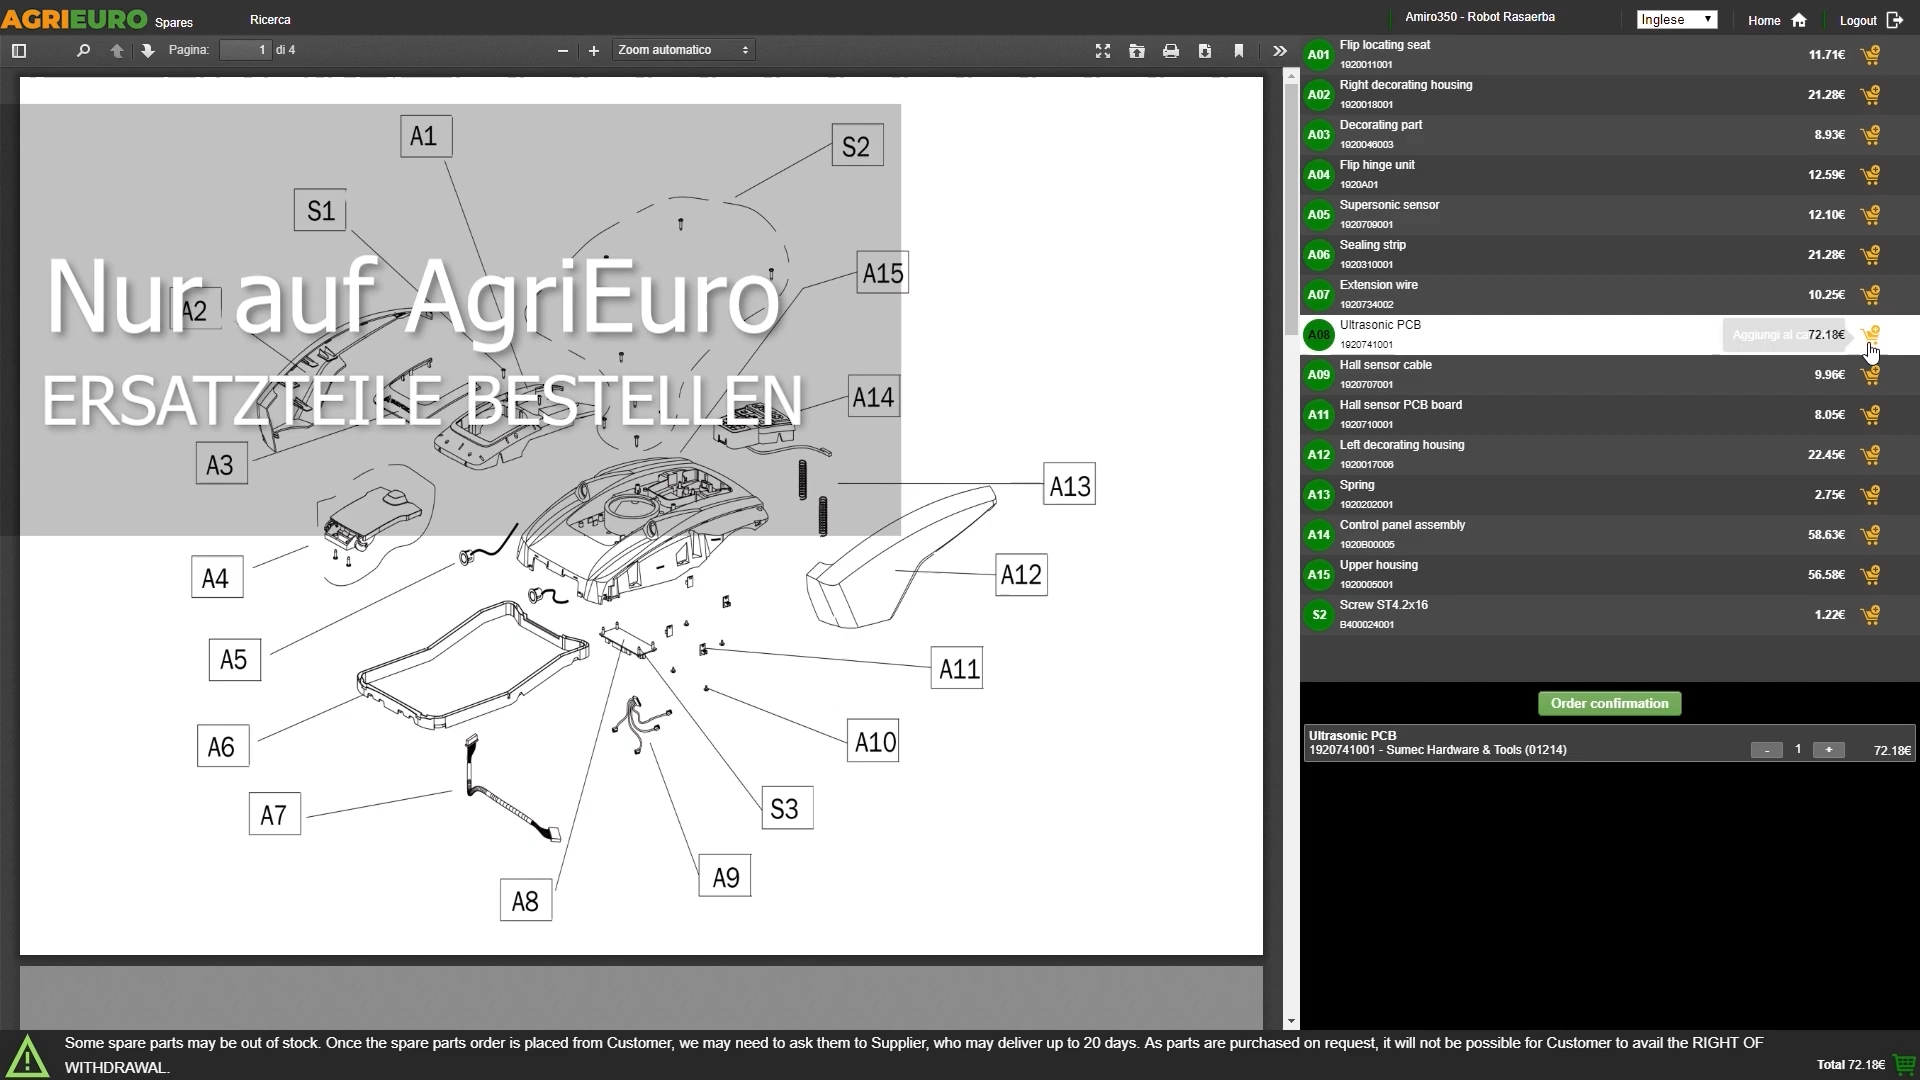 AGRIEURO Spares
Ricerca
Amiro350 - Robot Rasaerba
Inglese
Home
Logout
Pagina: 1 di 4
Zoom automatico
A1
S2
S1
A15
A2
Nur auf AgriEuro
ERSATZTEILE BESTELLEN
A14
A3
A13
A4
A12
A5
A11
A6
A10
A7
S3
A9
A8
A01 Flip locating seat 11.71€
1920011001
A02 Right decorating housing 21.28€
1920018001
A03 Decorating part 8.93€
1920046003
A04 Flip hinge unit 12.59€
1920A01
A05 Supersonic sensor 12.10€
1920709001
A06 Sealing strip 21.28€
1920310001
A07 Extension wire 10.25€
1920734002
A08 Ultrasonic PCB Aggiungi al 72.18€
1920741001
A09 Hall sensor cable 9.96€
1920707001
A11 Hall sensor PCB board 8.05€
1920710001
A12 Left decorating housing 22.45€
1920017006
A13 Spring 2.75€
1920202001
A14 Control panel assembly 58.63€
1920B00005
A15 Upper housing 56.58€
1920005001
S2 Screw ST4.2x16 1.22€
B400024001
Order confirmation
Ultrasonic PCB
1920741001 - Sumec Hardware & Tools (01214) - 1 + 72.18€
Some spare parts may be out of stock. Once the spare parts order is placed from Customer, we may need to ask them to Supplier, who may deliver up to 20 days. As parts are purchased on request, it will not be possible for Customer to avail the RIGHT OF
WITHDRAWAL.
Total 72.18€